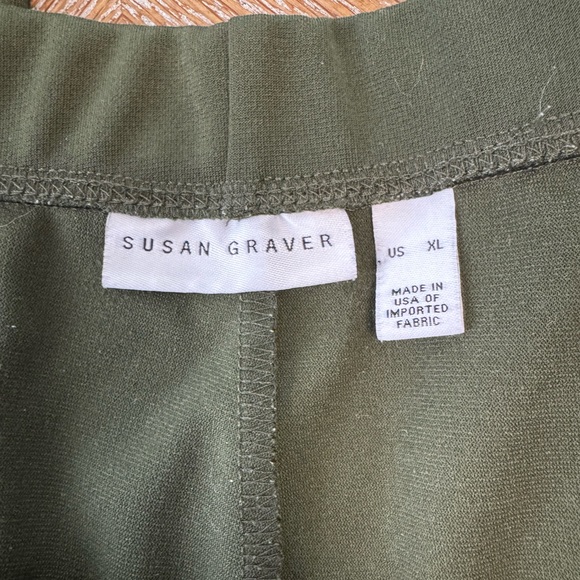 SUSAN GRAVER
US XL
MADE IN
USA OF
IMPORTED
FABRIC